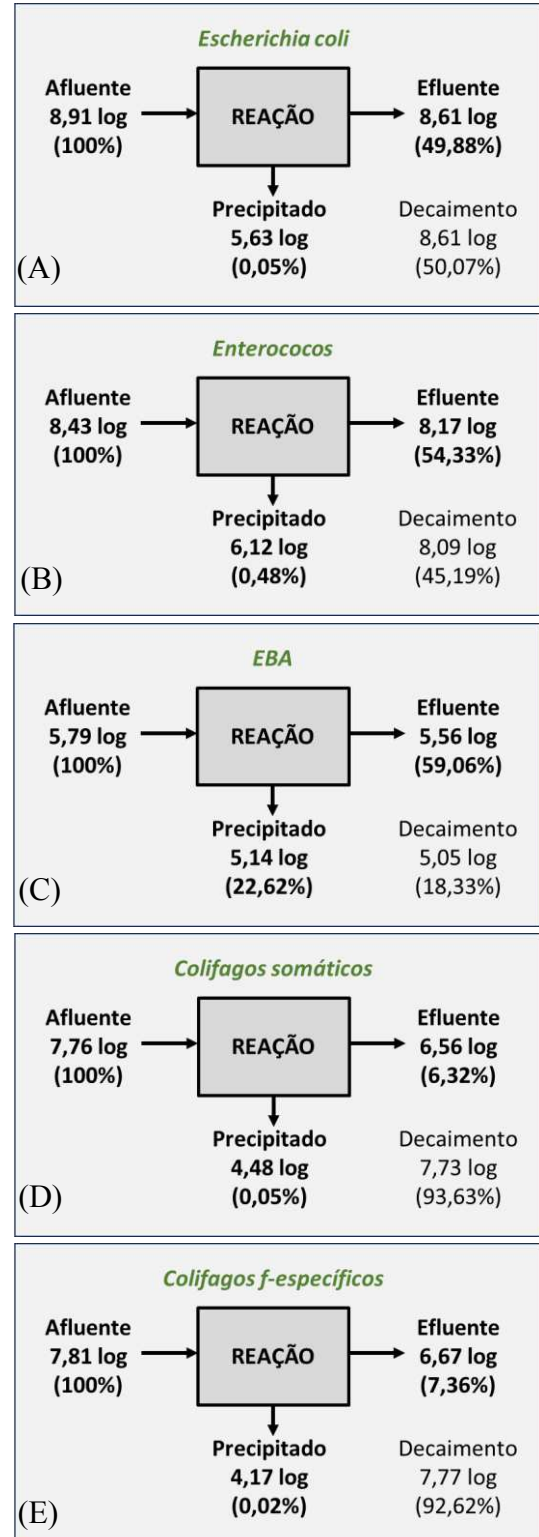 Escherichia coli
Afluente
8,91 log
(100%)
REAÇÃO
Efluente
8,61 log
(49,88%)
Precipitado
5,63 log
(0,05%)
Decaimento
8,61 log
(50,07%)
(A)
Enterococos
Afluente
8,43 log
(100%)
REAÇÃO
Efluente
8,17 log
(54,33%)
Precipitado
6,12 log
(0,48%)
Decaimento
8,09 log
(45,19%)
(B)
EBA
Afluente
5,79 log
(100%)
REAÇÃO
Efluente
5,56 log
(59,06%)
Precipitado
5,14 log
(22,62%)
Decaimento
5,05 log
(18,33%)
(C)
Colifagos somáticos
Afluente
7,76 log
(100%)
REAÇÃO
Efluente
6,56 log
(6,32%)
Precipitado
4,48 log
(0,05%)
Decaimento
7,73 log
(93,63%)
(D)
Colifagos f-específicos
Afluente
7,81 log
(100%)
REAÇÃO
Efluente
6,67 log
(7,36%)
Precipitado
4,17 log
(0,02%)
Decaimento
7,77 log
(92,62%)
(E)